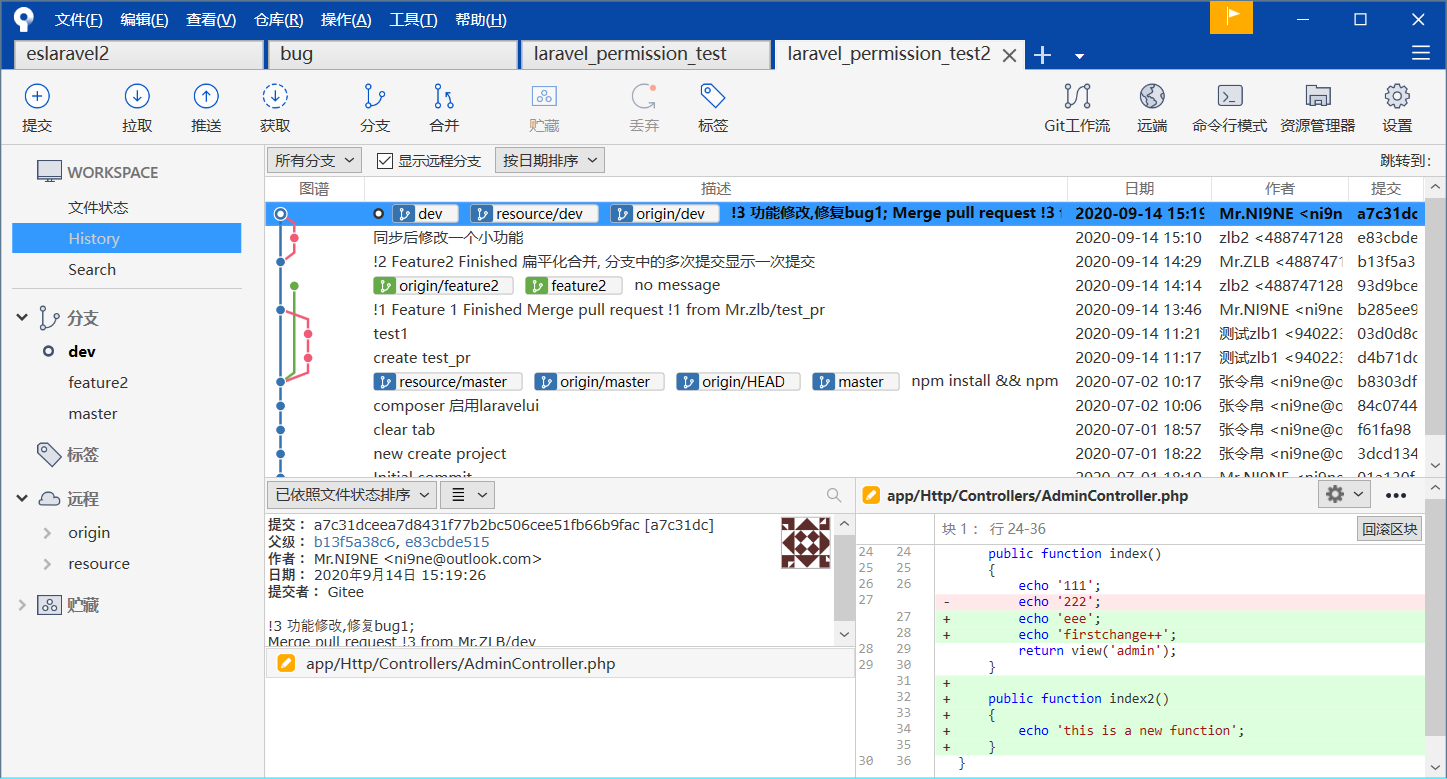 文件(F) 编辑(E) 查看(V) 仓库(R) 操作(A) 工具(T) 帮助(H)
eslaravel2 bug laravel_permission_test laravel_permission_test2
提交 拉取 推送 获取 分支 合并 贮藏 丢弃 标签 Git工作流 远端 命令行模式 资源管理器 设置
WORKSPACE
文件状态
History
Search
分支
dev
feature2
master
标签
远程
origin
resource
贮藏
所有分支 显示远程分支 按日期排序 跳转到:
图谱 描述 日期 作者 提交
dev resource/dev origin/dev !3 功能修改,修复bug1; Merge pull request !3 2020-09-14 15:19 Mr.NI9NE <ni9n a7c31dc
同步后修改一个小功能 2020-09-14 15:10 zlb2 <488747128 e83cbde
!2 Feature2 Finished 扁平化合并, 分支中的多次提交显示一次提交 2020-09-14 14:29 Mr.ZLB <4887471 b13f5a3
origin/feature2 feature2 no message 2020-09-14 14:14 zlb2 <488747128 93d9bce
!1 Feature 1 Finished Merge pull request !1 from Mr.zlb/test_pr 2020-09-14 13:46 Mr.NI9NE <ni9ne b285ee9
test1 2020-09-14 11:21 测试zlb1 <940223 03d0d8c
create test_pr 2020-09-14 11:17 测试zlb1 <940223 d4b71dc
resource/master origin/master origin/HEAD master npm install && npm 2020-07-02 10:17 张令帛 <ni9ne@o b8303df
composer 启用laravelui 2020-07-02 10:06 张令帛 <ni9ne@o 84c0744
clear tab 2020-07-01 18:57 张令帛 <ni9ne@o f61fa98
new create project 2020-07-01 18:22 张令帛 <ni9ne@o 3dcd134
Initial commit 2020-07-01 18:10 Mr.NI9NE <ni9ne 01a130f
已依照文件状态排序
提交： a7c31dceea7d8431f77b2bc506cee51fb66b9fac [a7c31dc]
父级： b13f5a38c6, e83cbde515
作者： Mr.NI9NE <ni9ne@outlook.com>
日期： 2020年9月14日 15:19:26
提交者： Gitee
!3 功能修改,修复bug1;
Merge pull request !3 from Mr.ZLB/dev
app/Http/Controllers/AdminController.php
app/Http/Controllers/AdminController.php
块 1： 行 24-36 回滚区块
24 24 public function index()
25 25 {
26 26 echo '111';
27 - echo '222';
27 + echo 'eee';
28 + echo 'firstchange++';
28 29 return view('admin');
29 30 }
31 +
32 + public function index2()
33 + {
34 + echo 'this is a new function';
35 + }
30 36 }